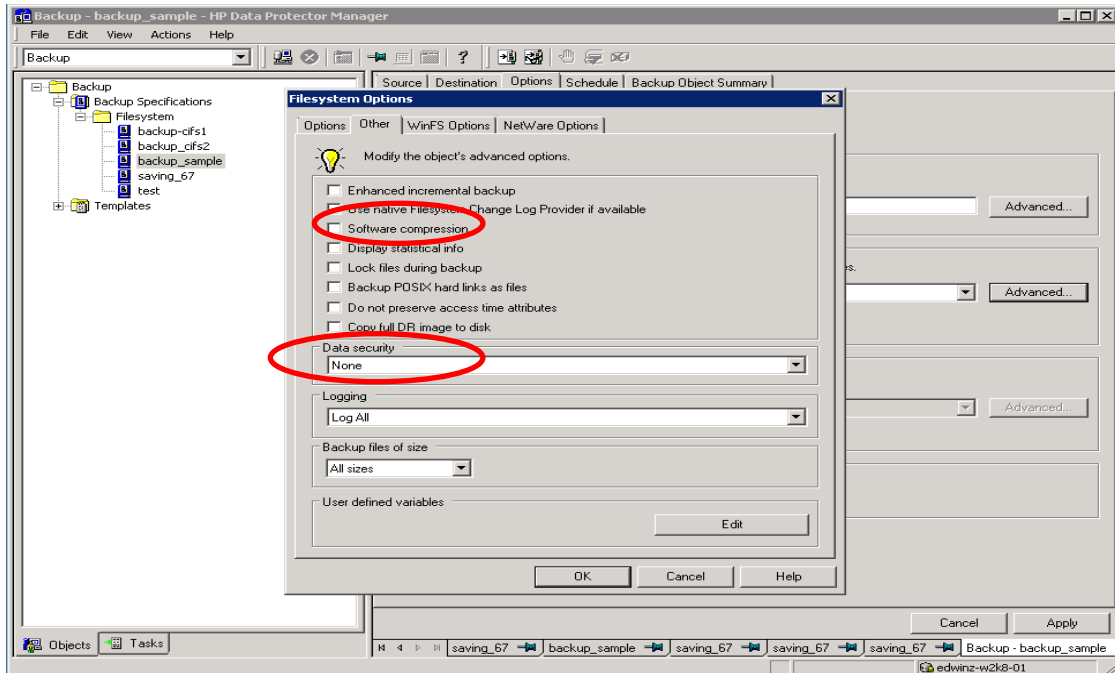 Backup - backup_sample - HP Data Protector Manager
File Edit View Actions Help
Backup
Backup
Backup Specifications
Filesystem
backup-cifs1
backup_cifs2
backup_sample
saving_67
test
Templates
Source Destination Options Schedule Backup Object Summary
Filesystem Options
Options Other WinFS Options NetWare Options
Modify the object's advanced options.
Enhanced incremental backup
Use native Filesystem Change Log Provider if available
Software compression
Display statistical info
Lock files during backup
Backup POSIX hard links as files
Do not preserve access time attributes
Copy full DR image to disk
Data security
None
Logging
Log All
Backup files of size
All sizes
User defined variables
Edit
OK Cancel Help
Advanced...
Advanced...
Advanced...
Cancel Apply
Objects Tasks
saving_67 backup_sample saving_67 saving_67 saving_67 Backup - backup_sample
edwinz-w2k8-01